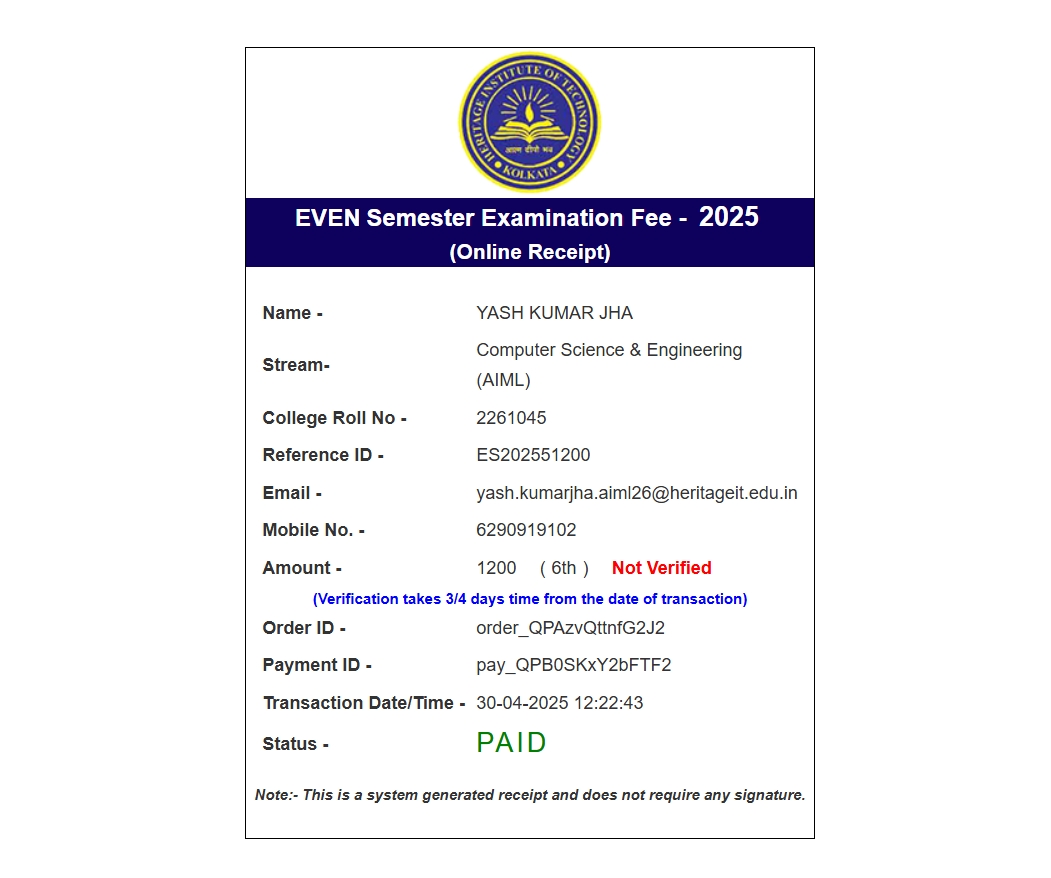 HERITAGE INSTITUTE OF TECHNOLOGY
KOLKATA
EVEN Semester Examination Fee - 2025
(Online Receipt)
Name - YASH KUMAR JHA
Stream- Computer Science & Engineering
(AIML)
College Roll No - 2261045
Reference ID - ES202551200
Email - yash.kumarjha.aiml26@heritageit.edu.in
Mobile No. - 6290919102
Amount - 1200 ( 6th ) Not Verified
(Verification takes 3/4 days time from the date of transaction)
Order ID - order_QPAzvQttnfG2J2
Payment ID - pay_QPB0SKxY2bFTF2
Transaction Date/Time - 30-04-2025 12:22:43
Status - PAID
Note:- This is a system generated receipt and does not require any signature.